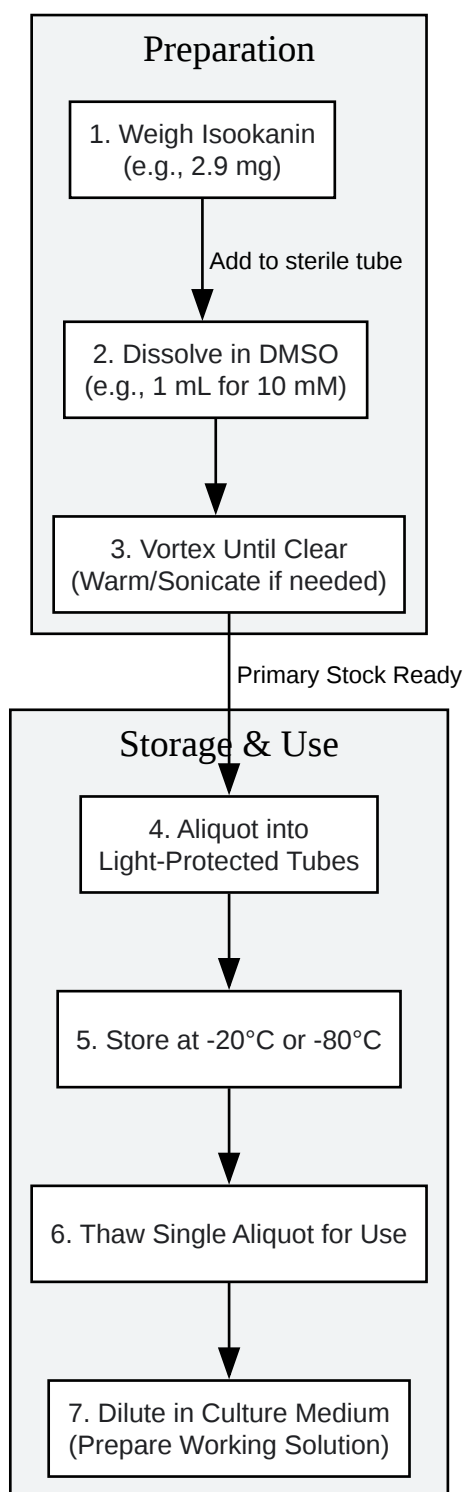 Preparation
1. Weigh Isookanin
(e.g., 2.9 mg)
Add to sterile tube
2. Dissolve in DMSO
(e.g., 1 mL for 10 mM)
3. Vortex Until Clear
(Warm/Sonicate if needed)
Primary Stock Ready
Storage & Use
4. Aliquot into
Light-Protected Tubes
5. Store at -20°C or -80°C
6. Thaw Single Aliquot for Use
7. Dilute in Culture Medium
(Prepare Working Solution)